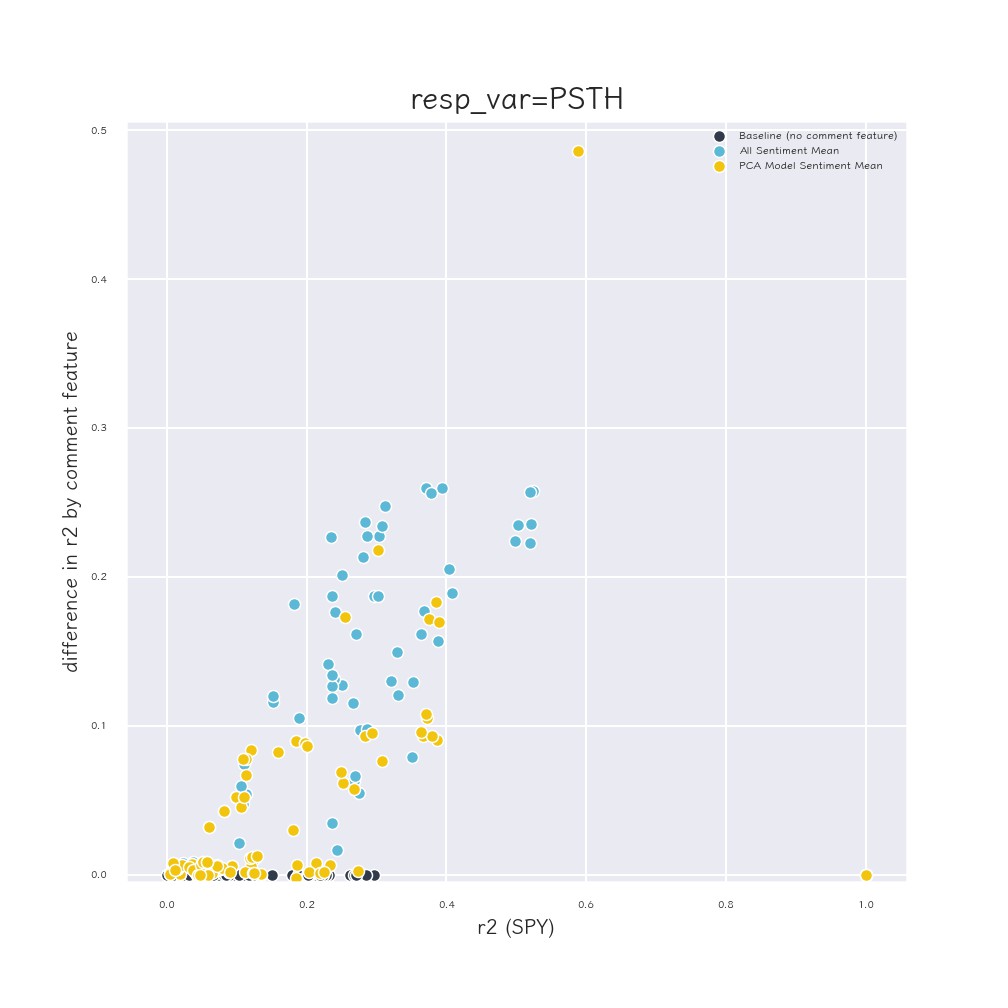 resp_var=PSTH
0.5
0.4
0.3
0.2
0.1
0.0
difference in r2 by comment feature
Baseline (no comment feature)
All Sentiment Mean
PCA Model Sentiment Mean
0.0 0.2 0.4 0.6 0.8 1.0
r2 (SPY)